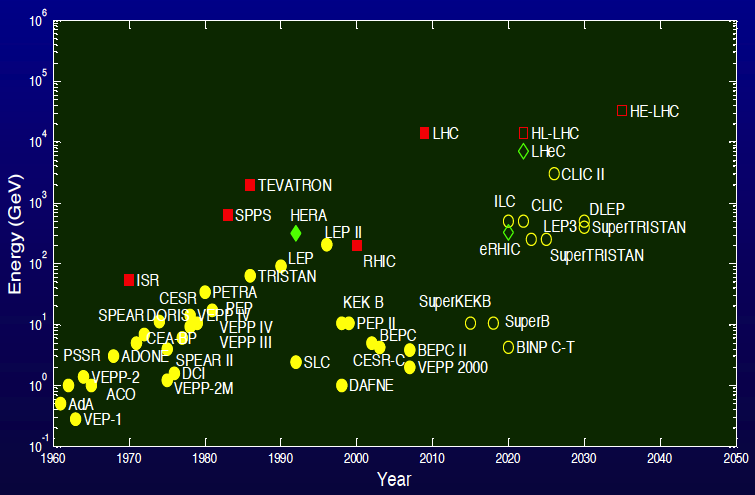 10^6
10^5
10^4
10^3
10^2
10^1
10^0
10^-1
Energy (GeV)
HE-LHC
LHC
HL-LHC
LHeC
CLIC II
TEVATRON
ILC
CLIC
DLEP
SPPS
HERA
LEP3
SuperTRISTAN
LEP II
eRHIC
SuperTRISTAN
RHIC
LEP
ISR
TRISTAN
CESR
PETRA
KEK B
SuperKEKB
SPEAR
DORIS
VEPP IV
PEP
PEP II
SuperB
VEPP IV
CEA-BP
VEPP III
BEPC
PSSR
ADONE
SPEAR II
SLC
CESR-C
BEPC II
BINP C-T
VEPP-2
DCI
VEPP 2000
ACO
VEPP-2M
DAFNE
AdA
VEP-1
1960 1970 1980 1990 2000 2010 2020 2030 2040 2050
Year